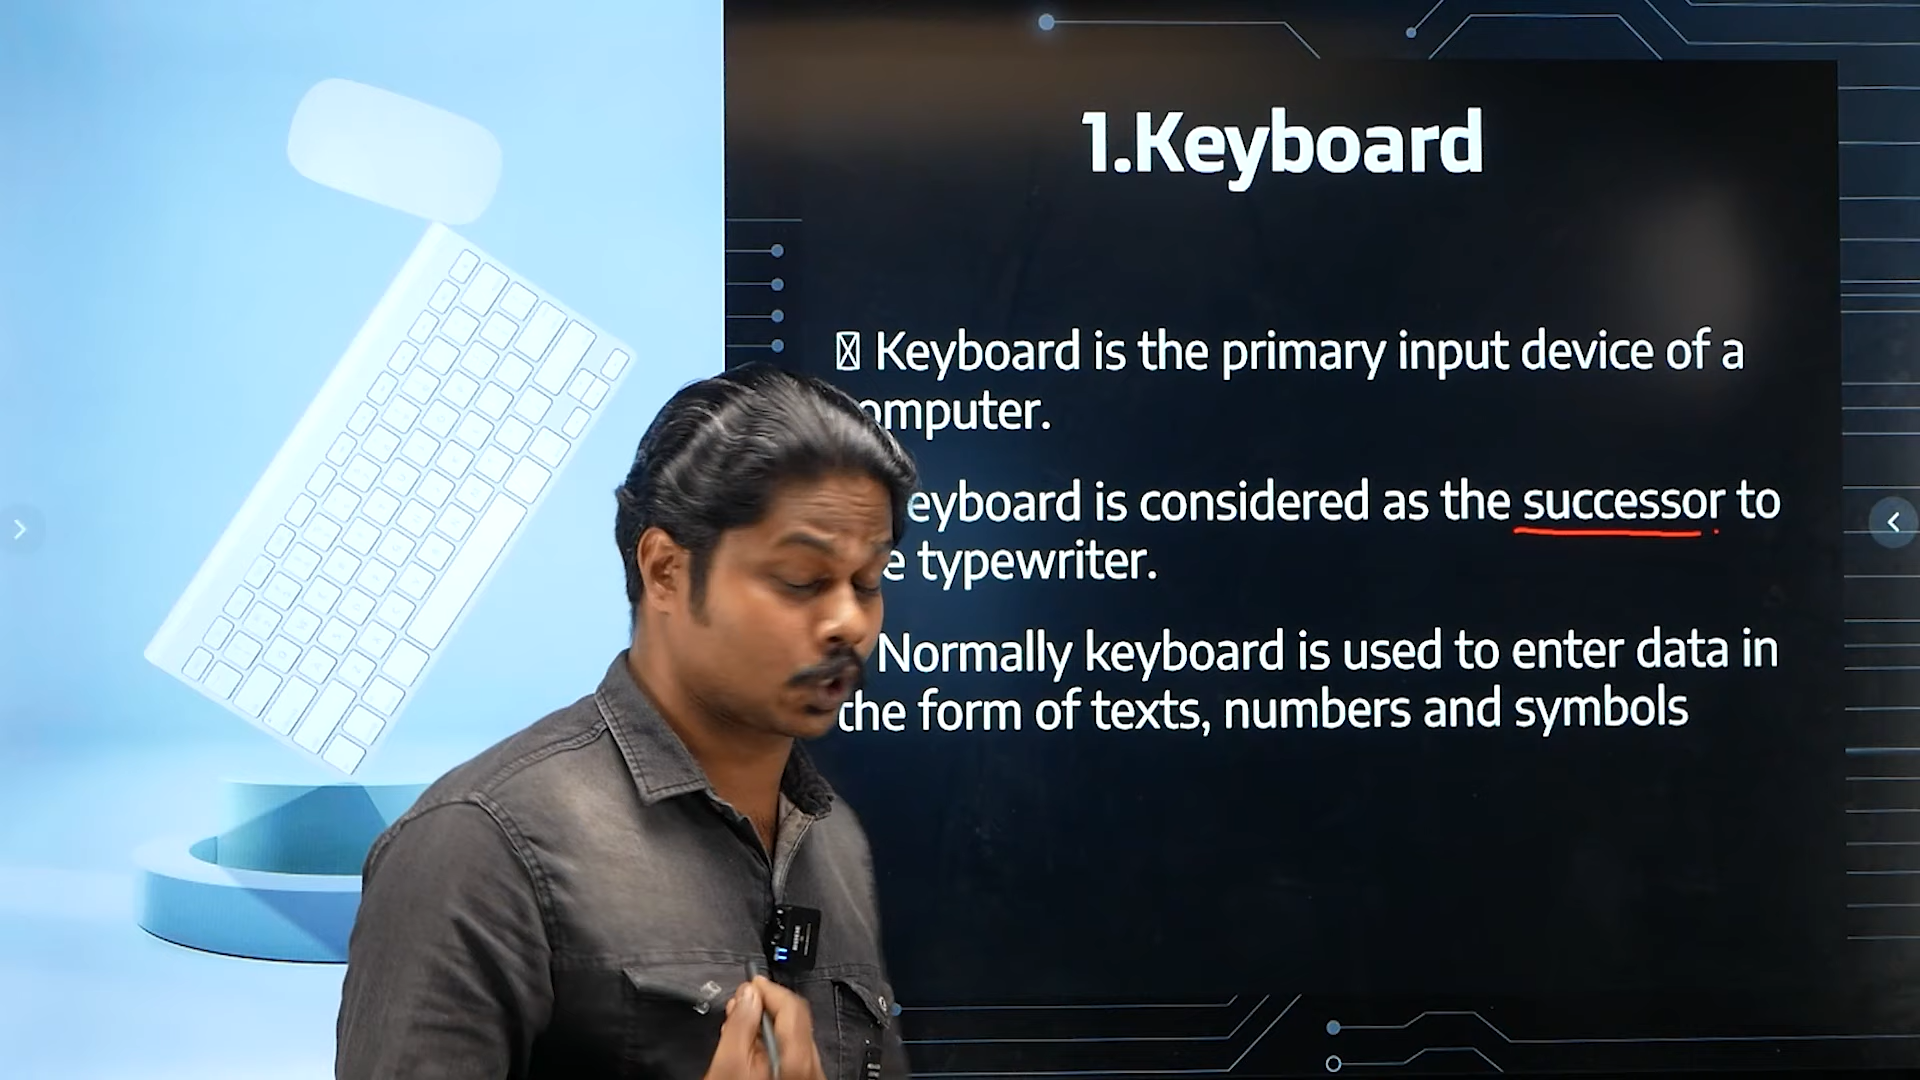 1.Keyboard
Keyboard is the primary input device of a
omputer.
eyboard is considered as the successor to
e typewriter.
Normally keyboard is used to enter data in
the form of texts, numbers and symbols